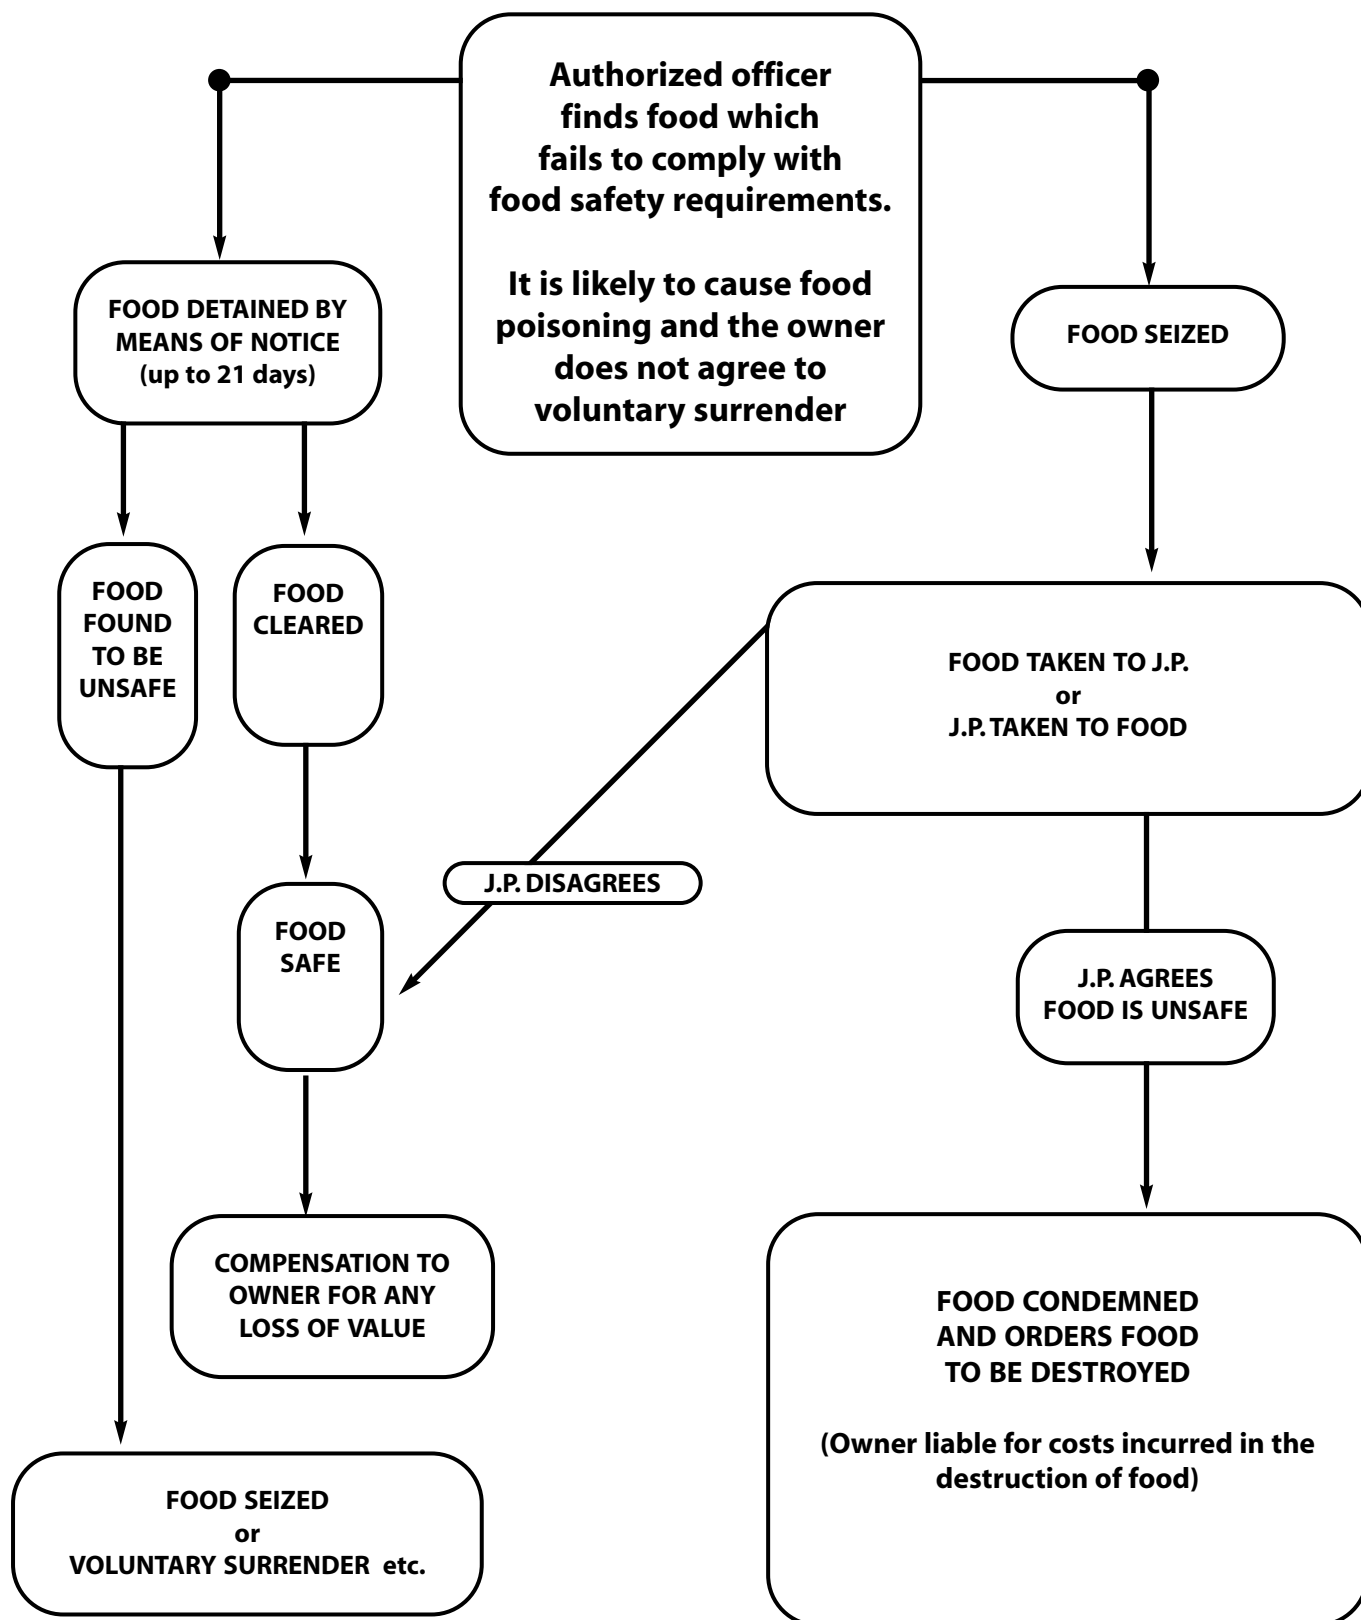 Authorized officer
finds food which
fails to comply with
food safety requirements.
It is likely to cause food
poisoning and the owner
does not agree to
voluntary surrender
FOOD DETAINED BY
MEANS OF NOTICE
(up to 21 days)
FOOD SEIZED
FOOD
FOUND
TO BE
UNSAFE
FOOD
CLEARED
FOOD TAKEN TO J.P.
or
J.P. TAKEN TO FOOD
J.P. DISAGREES
FOOD
SAFE
J.P. AGREES
FOOD IS UNSAFE
COMPENSATION TO
OWNER FOR ANY
LOSS OF VALUE
FOOD CONDEMNED
AND ORDERS FOOD
TO BE DESTROYED
(Owner liable for costs incurred in the
destruction of food)
FOOD SEIZED
or
VOLUNTARY SURRENDER etc.